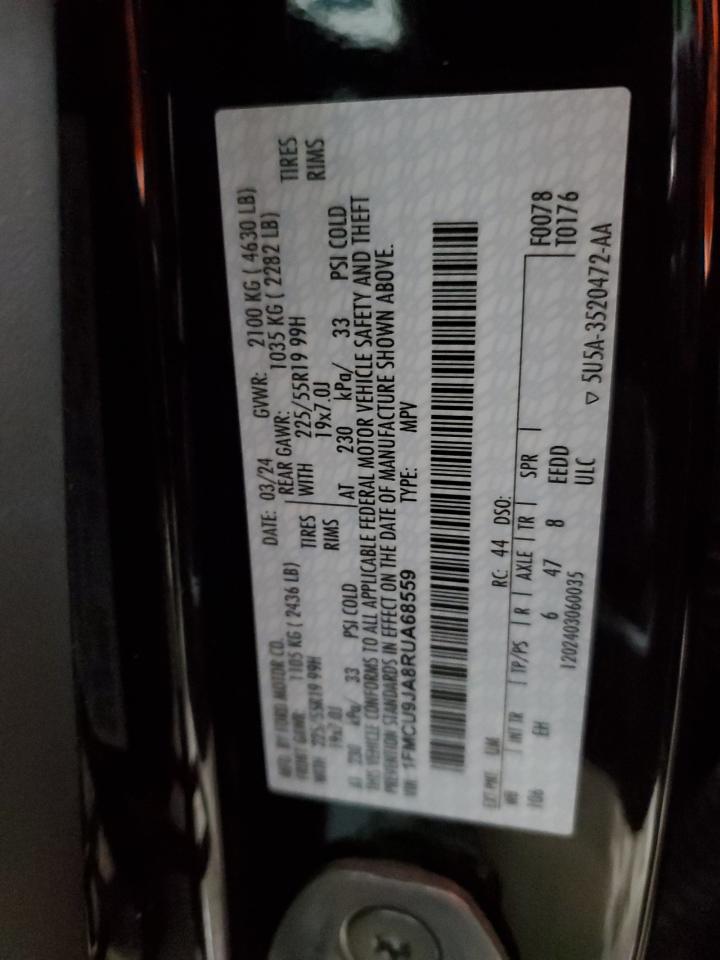 MFD. BY FORD MOTOR CO.
DATE: 03/24 GVWR: 2100 KG ( 4630 LB)
FRONT GAWR: 1105 KG ( 2436 LB) REAR GAWR: 1035 KG ( 2282 LB)
WITH 225/55R19 99H TIRES WITH 225/55R19 99H TIRES
19x7.0J RIMS 19x7.0J RIMS
AT 230 kPa/ 33 PSI COLD AT 230 kPa/ 33 PSI COLD
THIS VEHICLE CONFORMS TO ALL APPLICABLE FEDERAL MOTOR VEHICLE SAFETY AND THEFT
PREVENTION STANDARDS IN EFFECT ON THE DATE OF MANUFACTURE SHOWN ABOVE.
VIN: 1FMCU9JA8RUA68559 TYPE: MPV
EXT PNT: RC: 44 DSO:
WB INT TR TP/PS R AXLE TR SPR
106 EH 6 47 8 EEDD
F0078
T0176
1202403060035 ULC
▽ 5U5A-3520472-AA